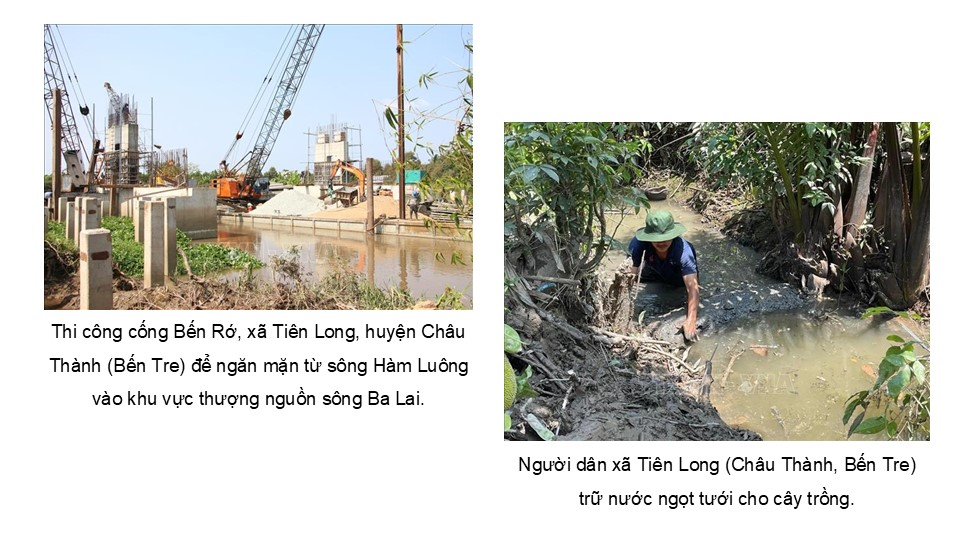 Thi công cống Bến Rớ, xã Tiên Long, huyện Châu
Thành (Bến Tre) để ngăn mặn từ sông Hàm Luông
vào khu vực thượng nguồn sông Ba Lai.
Người dân xã Tiên Long (Châu Thành, Bến Tre)
trữ nước ngọt tưới cho cây trồng.